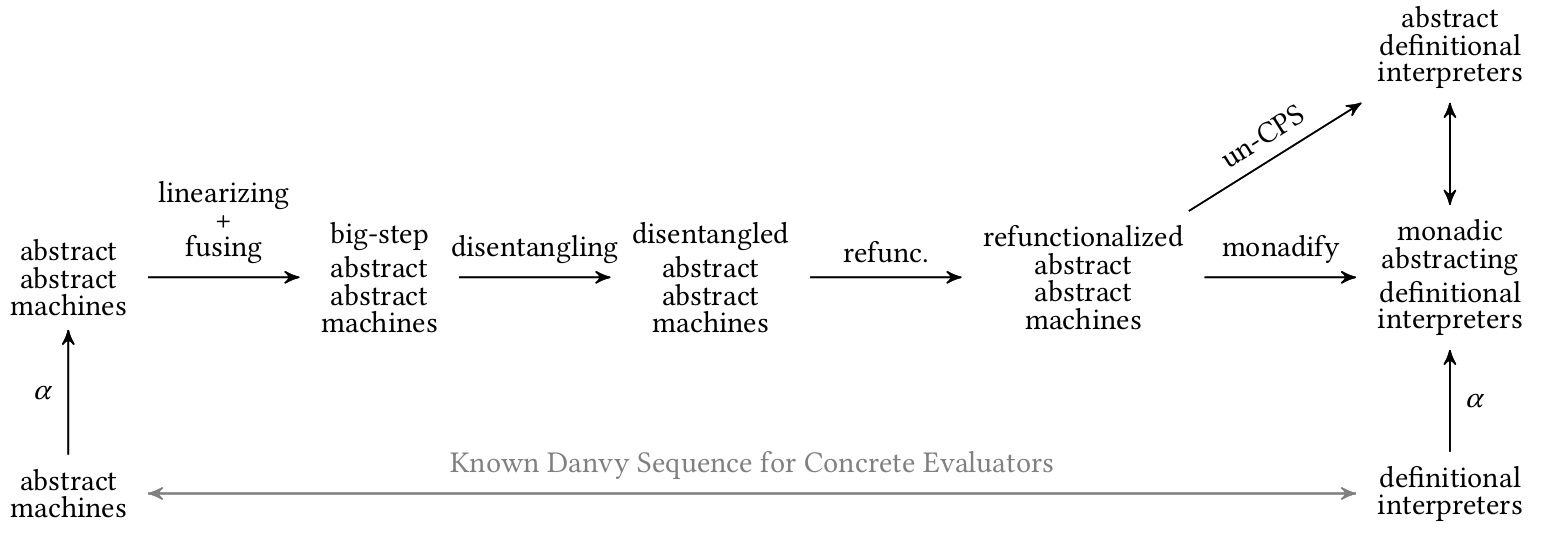 abstract
definitional
interpreters
un-CPS
linearizing
+
fusing
abstract
abstract
machines
big-step
abstract
abstract
machines
disentangling
disentangled
abstract
abstract
machines
refunc.
refunctionalized
abstract
abstract
machines
monadify
monadic
abstracting
definitional
interpreters
α
α
Known Danvy Sequence for Concrete Evaluators
abstract
machines
definitional
interpreters